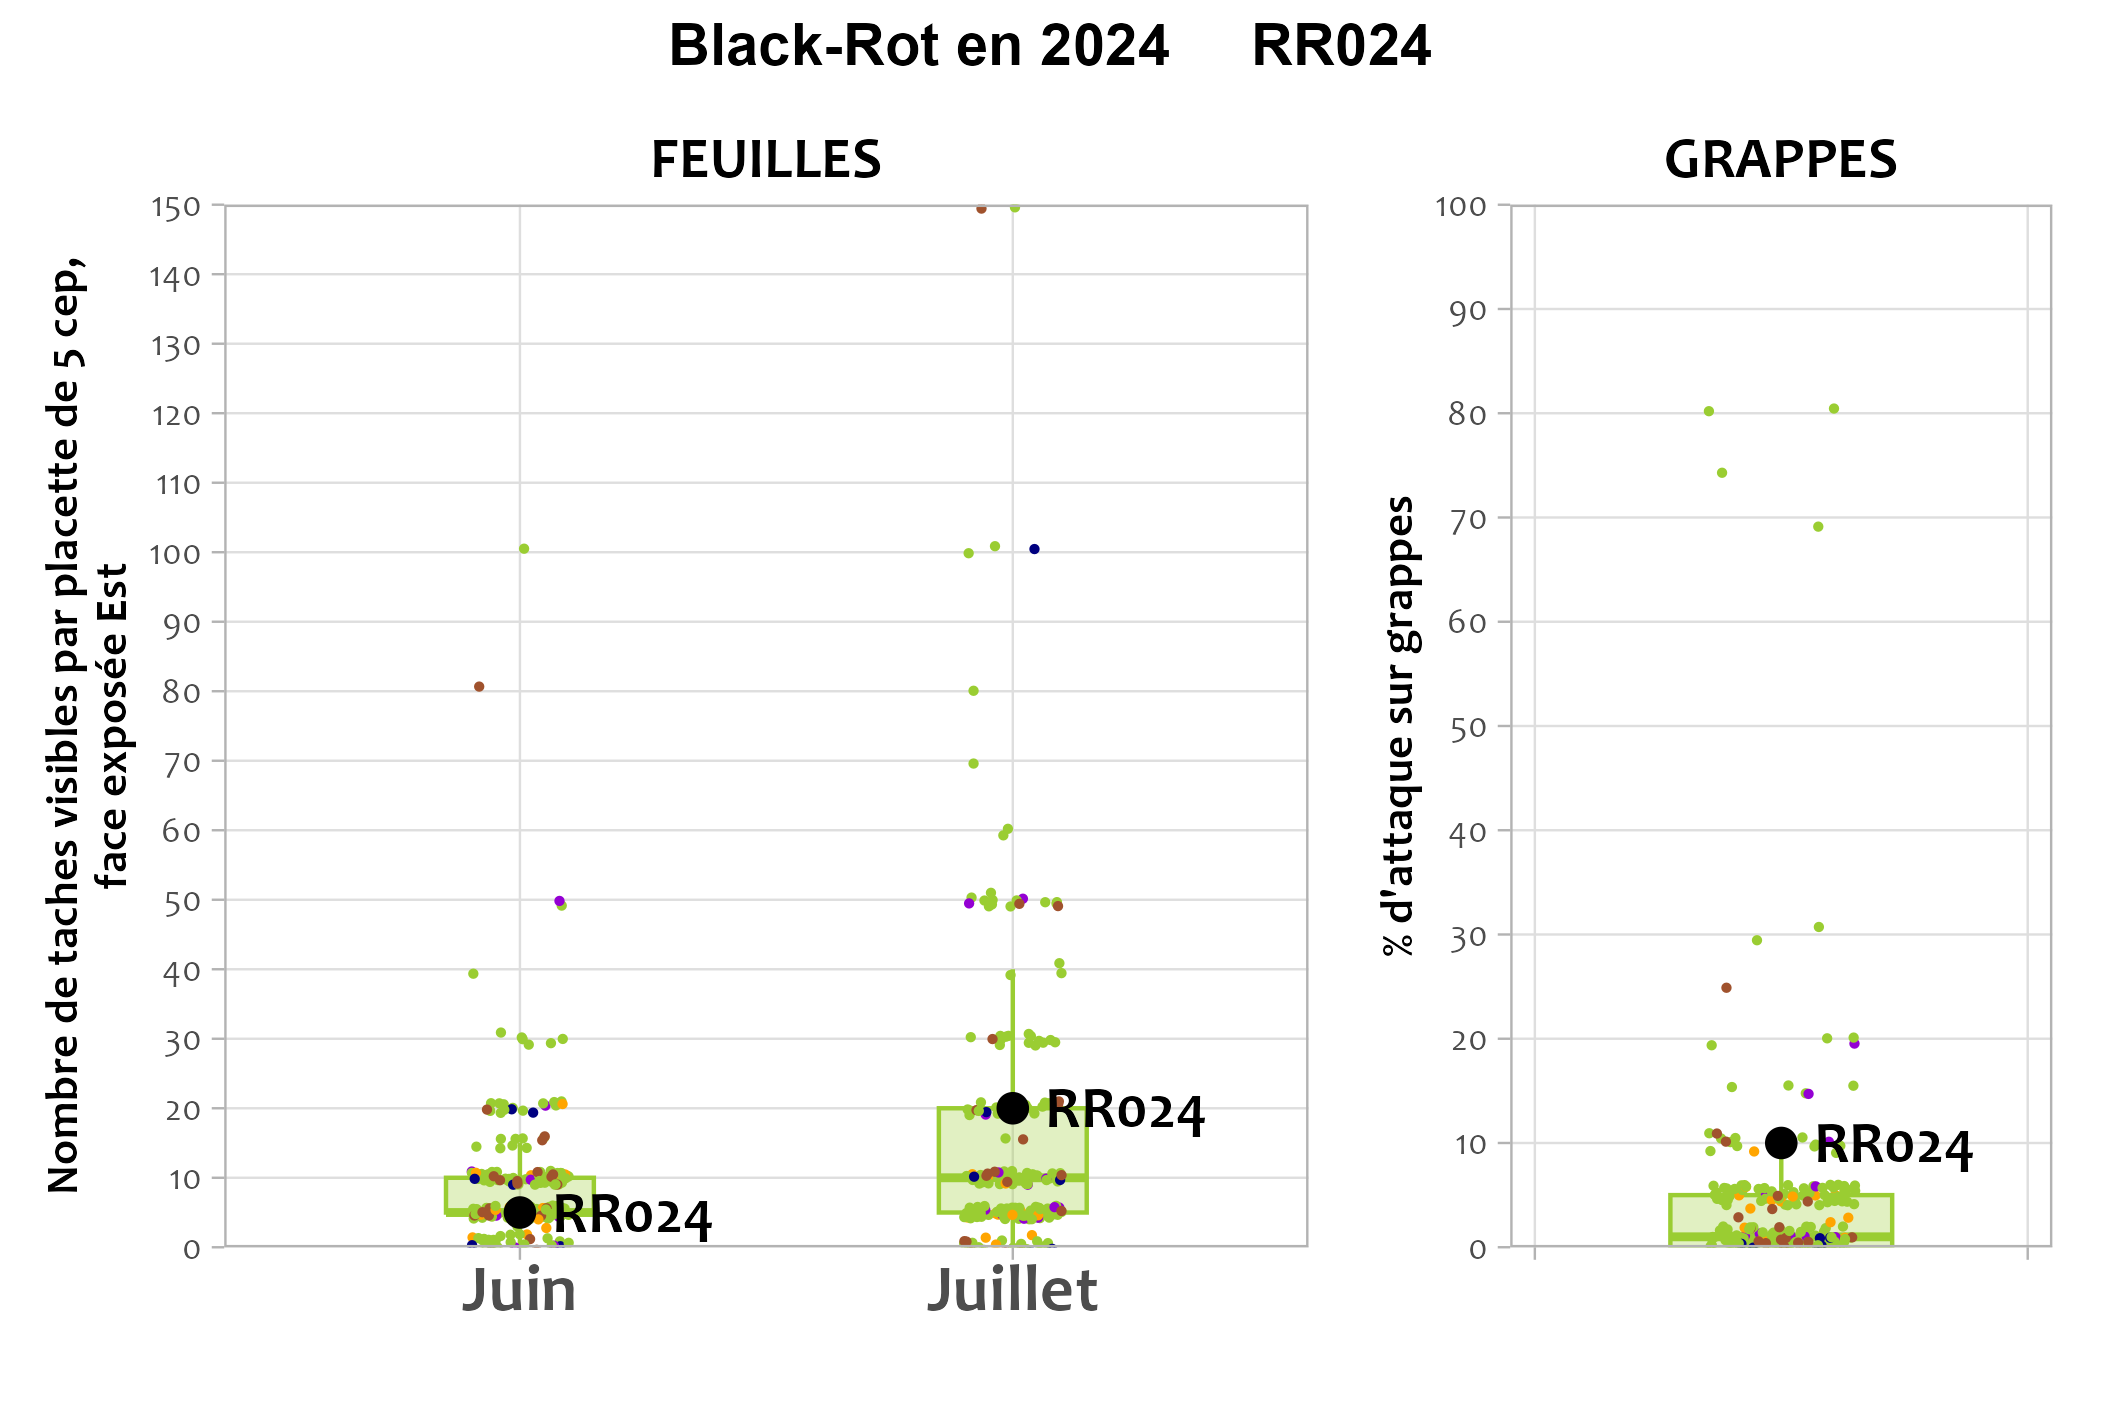 Black-Rot en 2024 RR024
FEUILLES
GRAPPES
Nombre de taches visibles par placette de 5 cep,
face exposée Est
150
140
130
120
110
100
90
80
70
60
50
40
30
20
10
0
RR024
RR024
Juin
Juillet
% d'attaque sur grappes
100
90
80
70
60
50
40
30
20
10
0
RR024